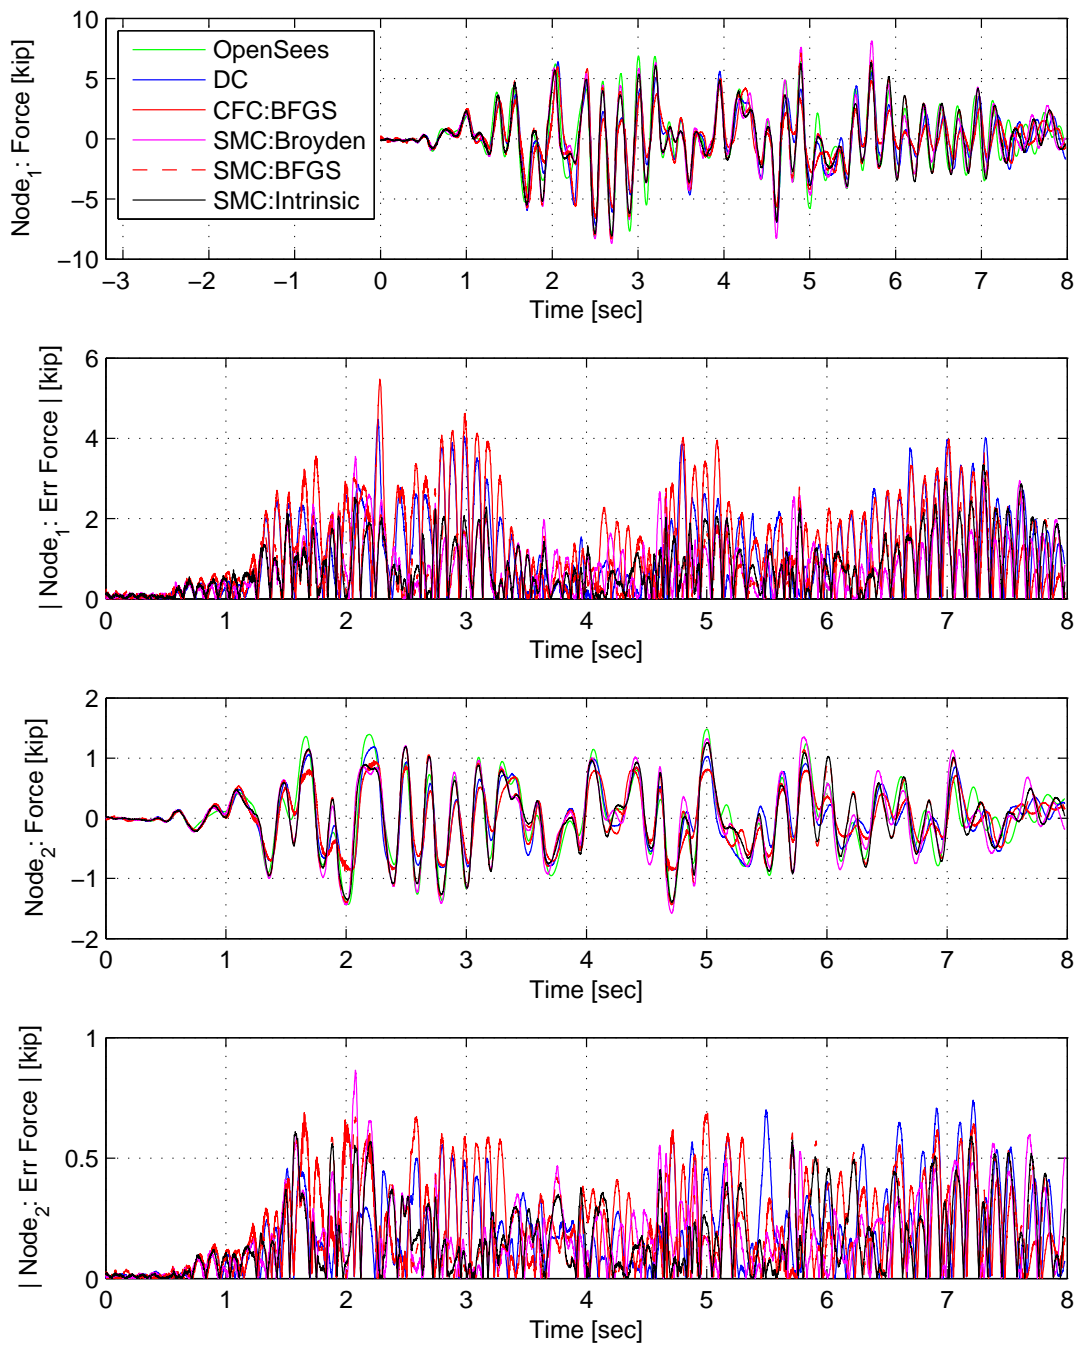 10
5
0
−5
−10
Node1: Force [kip]
OpenSees
DC
CFC:BFGS
SMC:Broyden
SMC:BFGS
SMC:Intrinsic
−3 −2 −1 0 1 2 3 4 5 6 7 8
Time [sec]
6
4
2
0
| Node1: Err Force | [kip]
0 1 2 3 4 5 6 7 8
Time [sec]
2
1
0
−1
−2
Node2: Force [kip]
0 1 2 3 4 5 6 7 8
Time [sec]
1
0.5
0
| Node2: Err Force | [kip]
0 1 2 3 4 5 6 7 8
Time [sec]